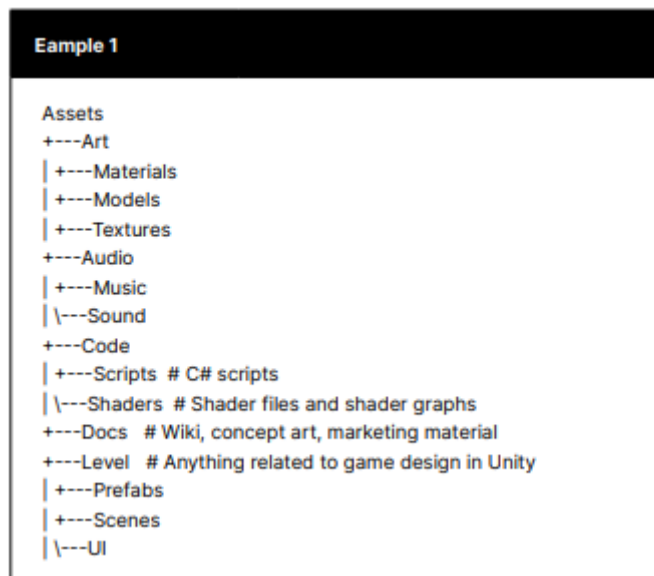 Eample 1
Assets
+---Art
| +---Materials
| +---Models
| +---Textures
+---Audio
| +---Music
| \---Sound
+---Code
| +---Scripts # C# scripts
| \---Shaders # Shader files and shader graphs
+---Docs # Wiki, concept art, marketing material
+---Level # Anything related to game design in Unity
| +---Prefabs
| +---Scenes
| \---UI